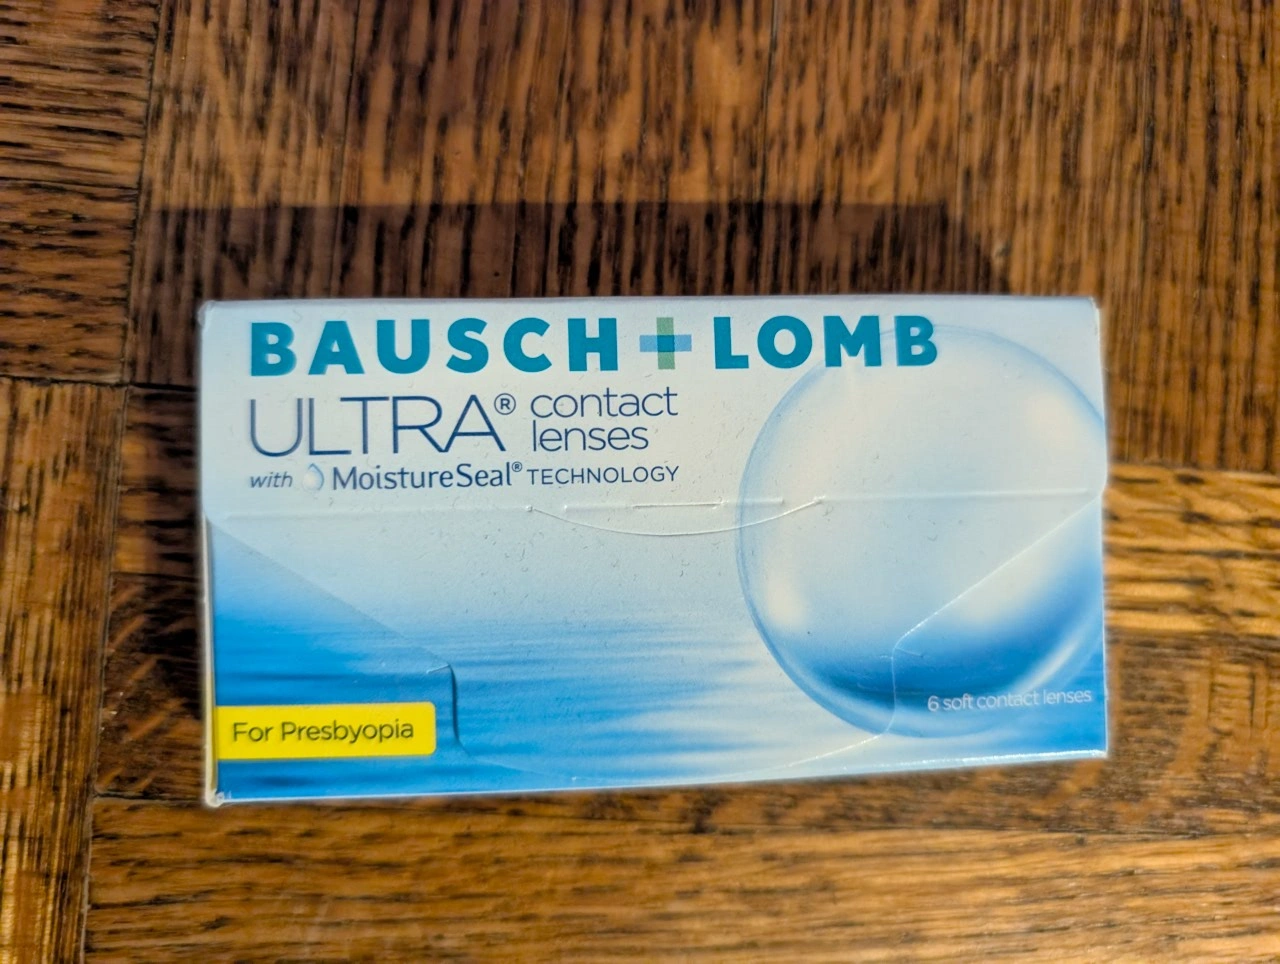 BAUSCH + LOMB
ULTRA® contact lenses
with MoistureSeal® TECHNOLOGY
For Presbyopia
6 soft contact lenses